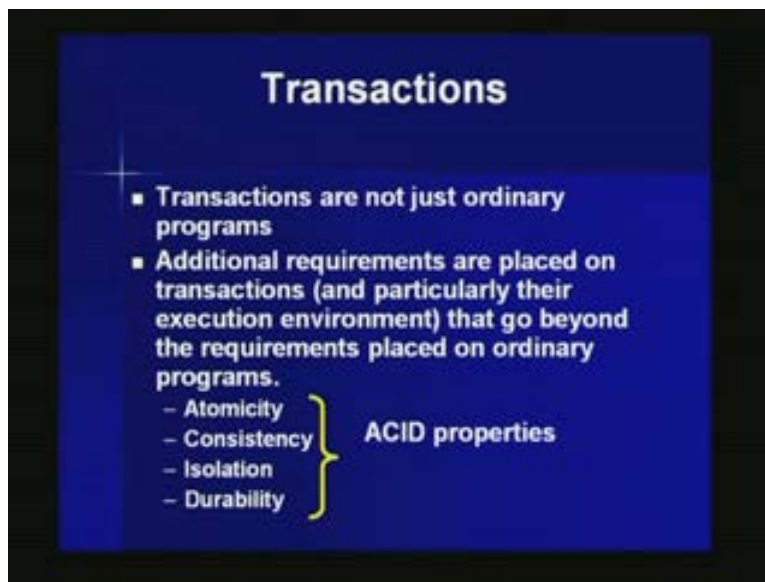 Transactions
Transactions are not just ordinary
programs
Additional requirements are placed on
transactions (and particularly their
execution environment) that go beyond
the requirements placed on ordinary
programs.
– Atomicity
– Consistency
– Isolation
– Durability
ACID properties